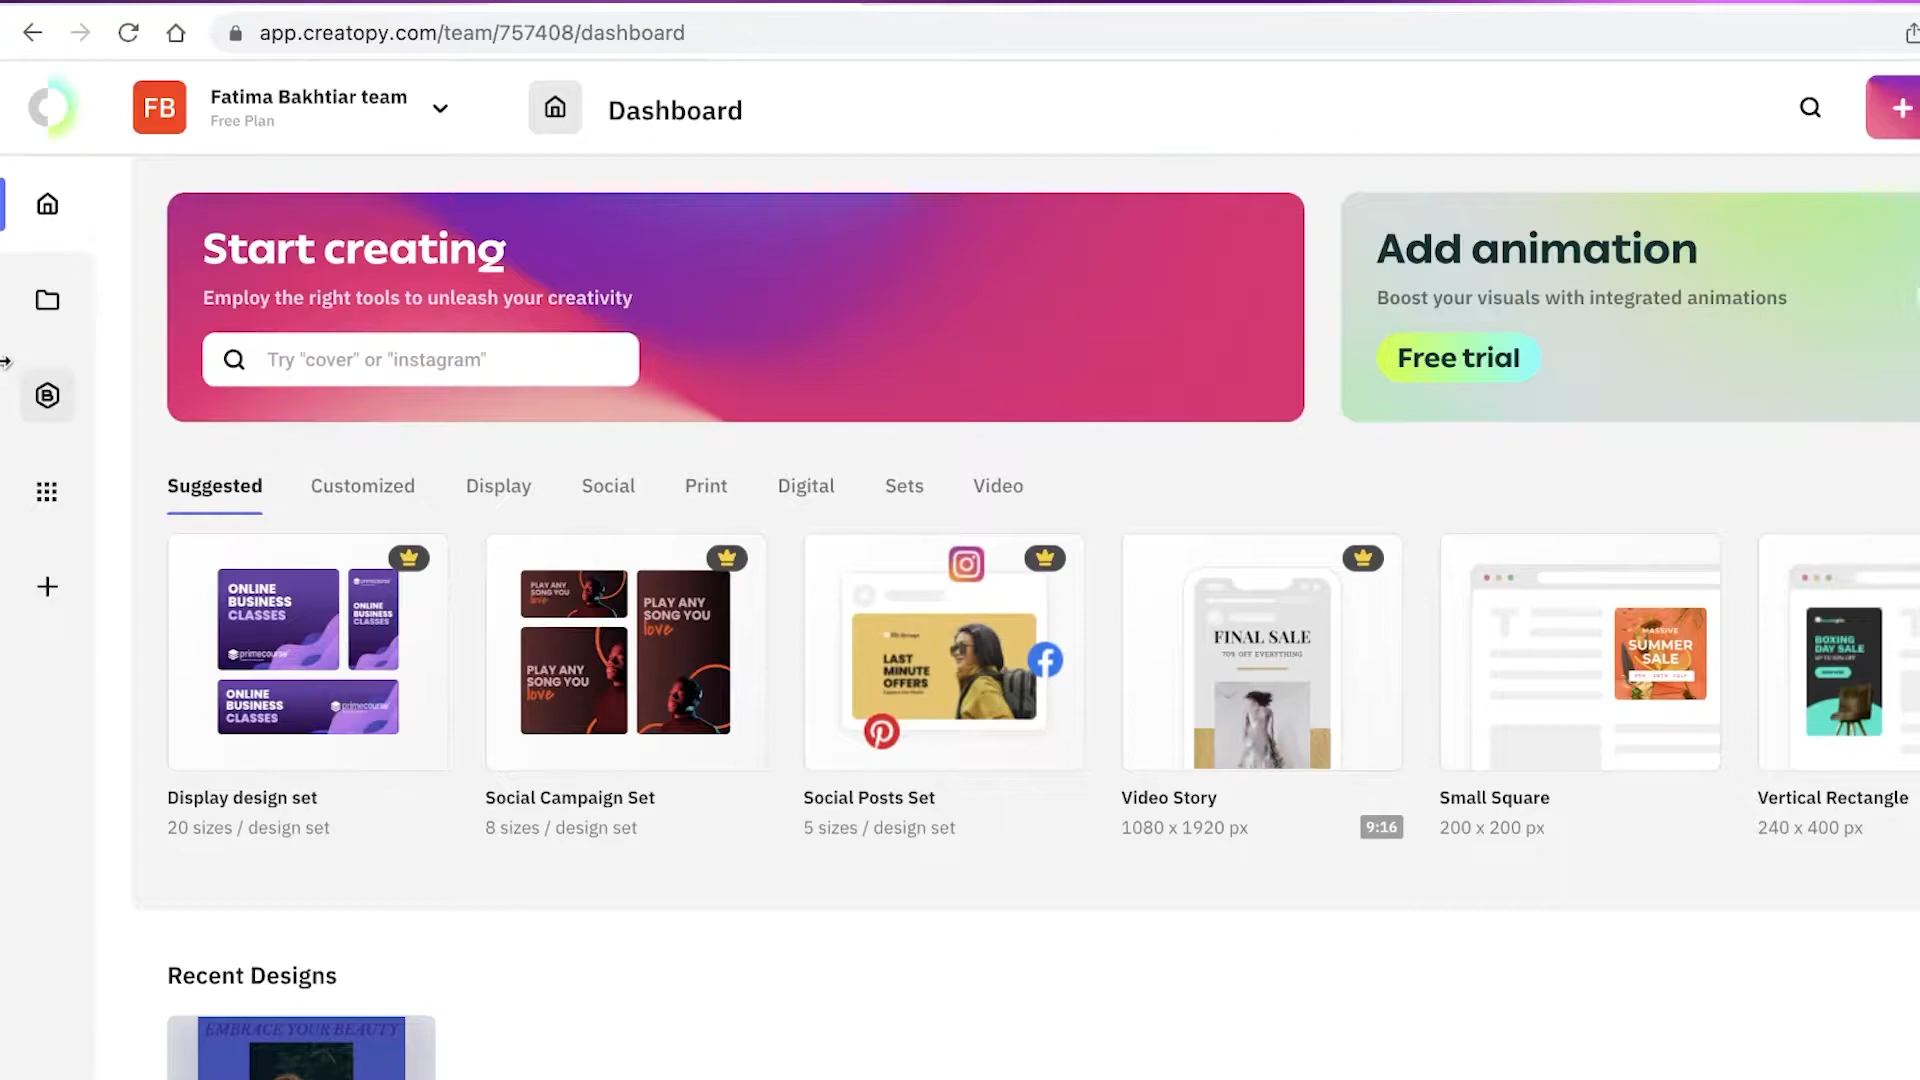 app.creatopy.com/team/757408/dashboard
FB
Fatima Bakhtiar team
Free Plan
Dashboard
Start creating
Employ the right tools to unleash your creativity
Try "cover" or "instagram"
Add animation
Boost your visuals with integrated animations
Free trial
Suggested
Customized
Display
Social
Print
Digital
Sets
Video
ONLINE
BUSINESS
CLASSES
primecourse
ONLINE
BUSINESS
CLASSES
ONLINE
BUSINESS
CLASSES
primecourse
PLAY ANY
SONG YOU
love
PLAY ANY
SONG YOU
love
PLAY ANY
SONG YOU
love
LAST
MINUTE
OFFERS
FINAL SALE
70% OFF EVERYTHING
MASSIVE
SUMMER
SALE
BOXING
DAY SALE
Display design set
20 sizes / design set
Social Campaign Set
8 sizes / design set
Social Posts Set
5 sizes / design set
Video Story
1080 x 1920 px
9:16
Small Square
200 x 200 px
Vertical Rectangle
240 x 400 px
Recent Designs
EMBRACE YOUR BEAUTY